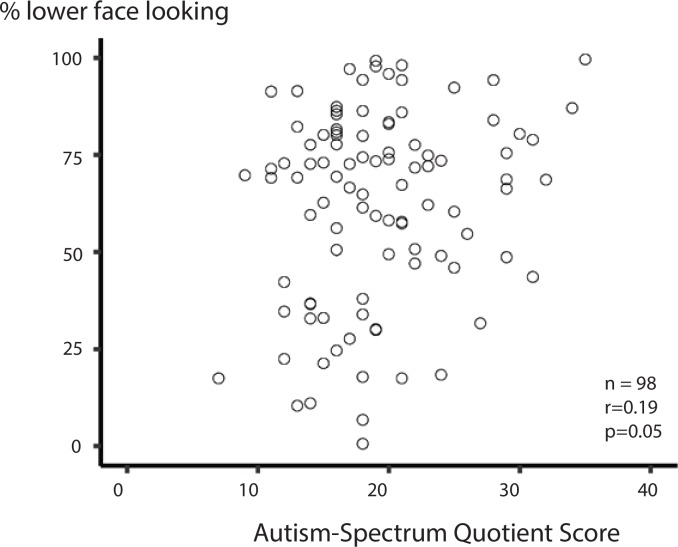 % lower face looking
100
75
50
25
0
n = 98
r=0.19
p=0.05
0 10 20 30 40
Autism-Spectrum Quotient Score